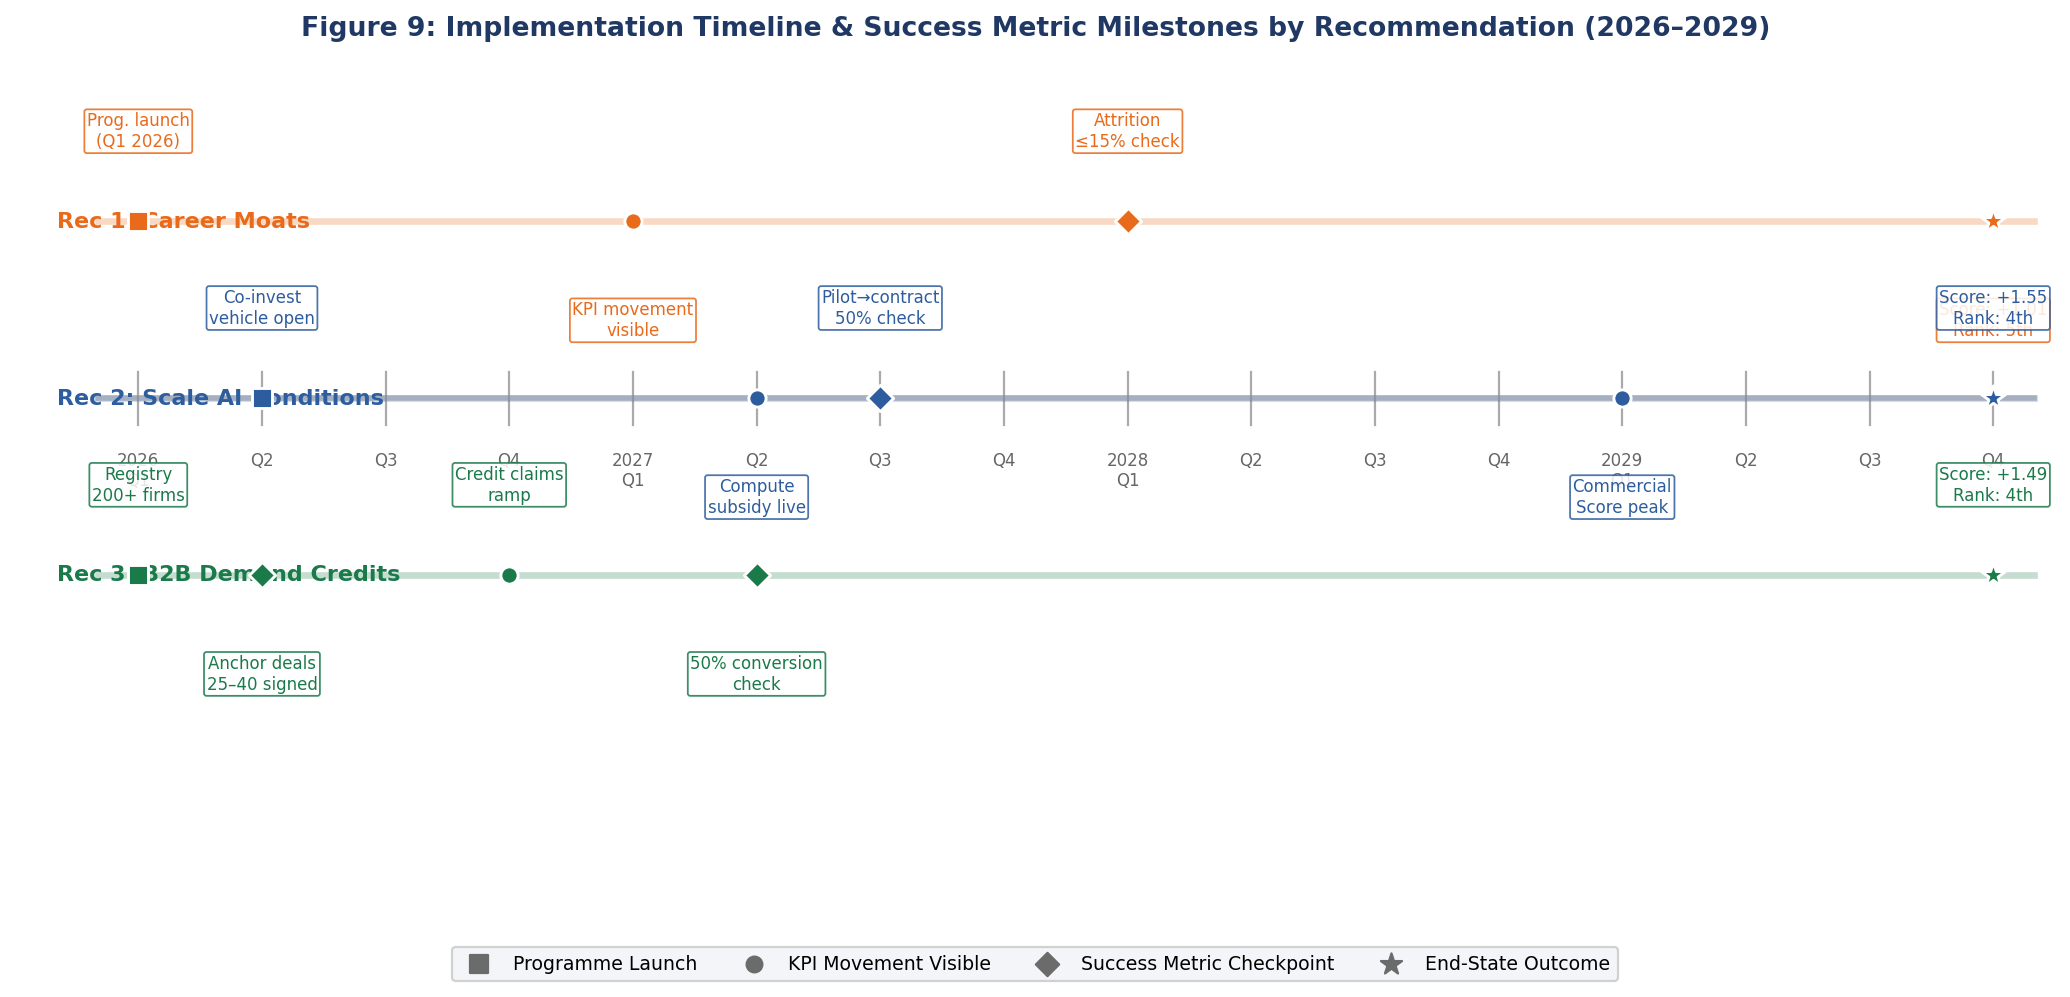 Figure 9: Implementation Timeline & Success Metric Milestones by Recommendation (2026–2029)
Prog. launch
(Q1 2026)
Attrition
≤15% check
Rec 1 Career Moats
Co-invest
vehicle open
KPI movement
visible
Pilot→contract
50% check
Score: +1.55
Rank: 4th
Rank: 5th
Rec 2: Scale AI Conditions
2026
Q2
Q3
Q4
2027
Q1
Q2
Q3
Q4
2028
Q1
Q2
Q3
Q4
2029
Q2
Q3
Q4
Registry
200+ firms
Credit claims
ramp
Compute
subsidy live
Commercial
Score peak
Score: +1.49
Rank: 4th
Rec 3 B2B Demand Credits
Anchor deals
25–40 signed
50% conversion
check
Programme Launch
KPI Movement Visible
Success Metric Checkpoint
End-State Outcome